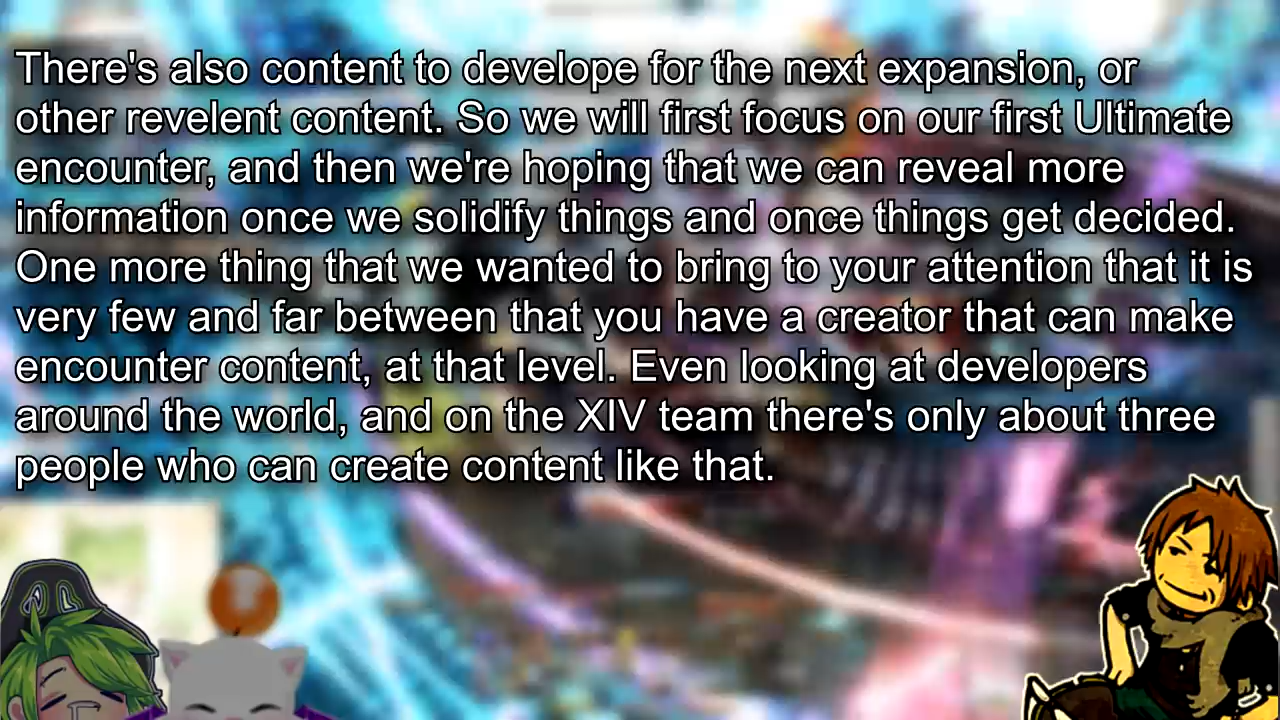 There's also content to develope for the next expansion, or
other revelent content. So we will first focus on our first Ultimate
encounter, and then we're hoping that we can reveal more
information once we solidify things and once things get decided.
One more thing that we wanted to bring to your attention that it is
very few and far between that you have a creator that can make
encounter content, at that level. Even looking at developers
around the world, and on the XIV team there's only about three
people who can create content like that.